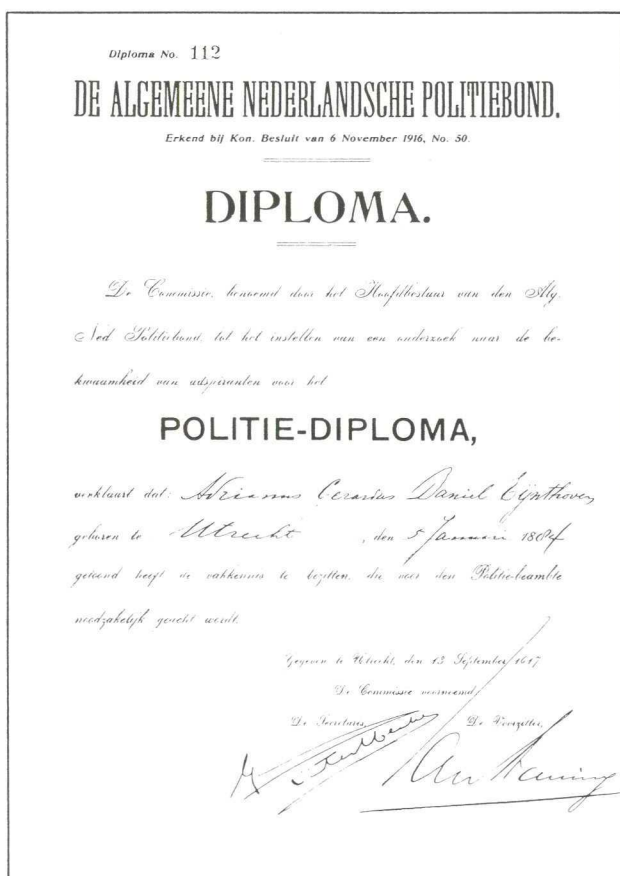 Diploma No. 112
DE ALGEMEENE NEDERLANDSCHE POLITIEBOND.
Erkend bij Kon. Besluit van 6 November 1916, No. 50.
DIPLOMA.
De Commissie, benoemd door het Hoofdbestuur van den Alg.
Ned Politiebond, tot het instellen van een onderzoek naar de be-
kwaamheid van adspiranten voor het
POLITIE-DIPLOMA,
verklaart dat: Adrianus Gerardus Daniel Eijnthoven
geboren te Utrecht, den 5 Januari 1884
getoond heeft de vakkennis te bezitten, die voor den Politie-beambte
noodzakelijk geacht wordt.
Gegeven te Utrecht, den 13 September 1917
De Commissie voornoemd,
De Secretaris, De Voorzitter,